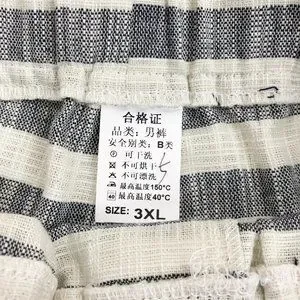 合格证
品类：男裤
安全别类：B类
可干洗
不可烘干
不可漂洗
最高温度150°C
40 最高温度40°C
SIZE: 3XL